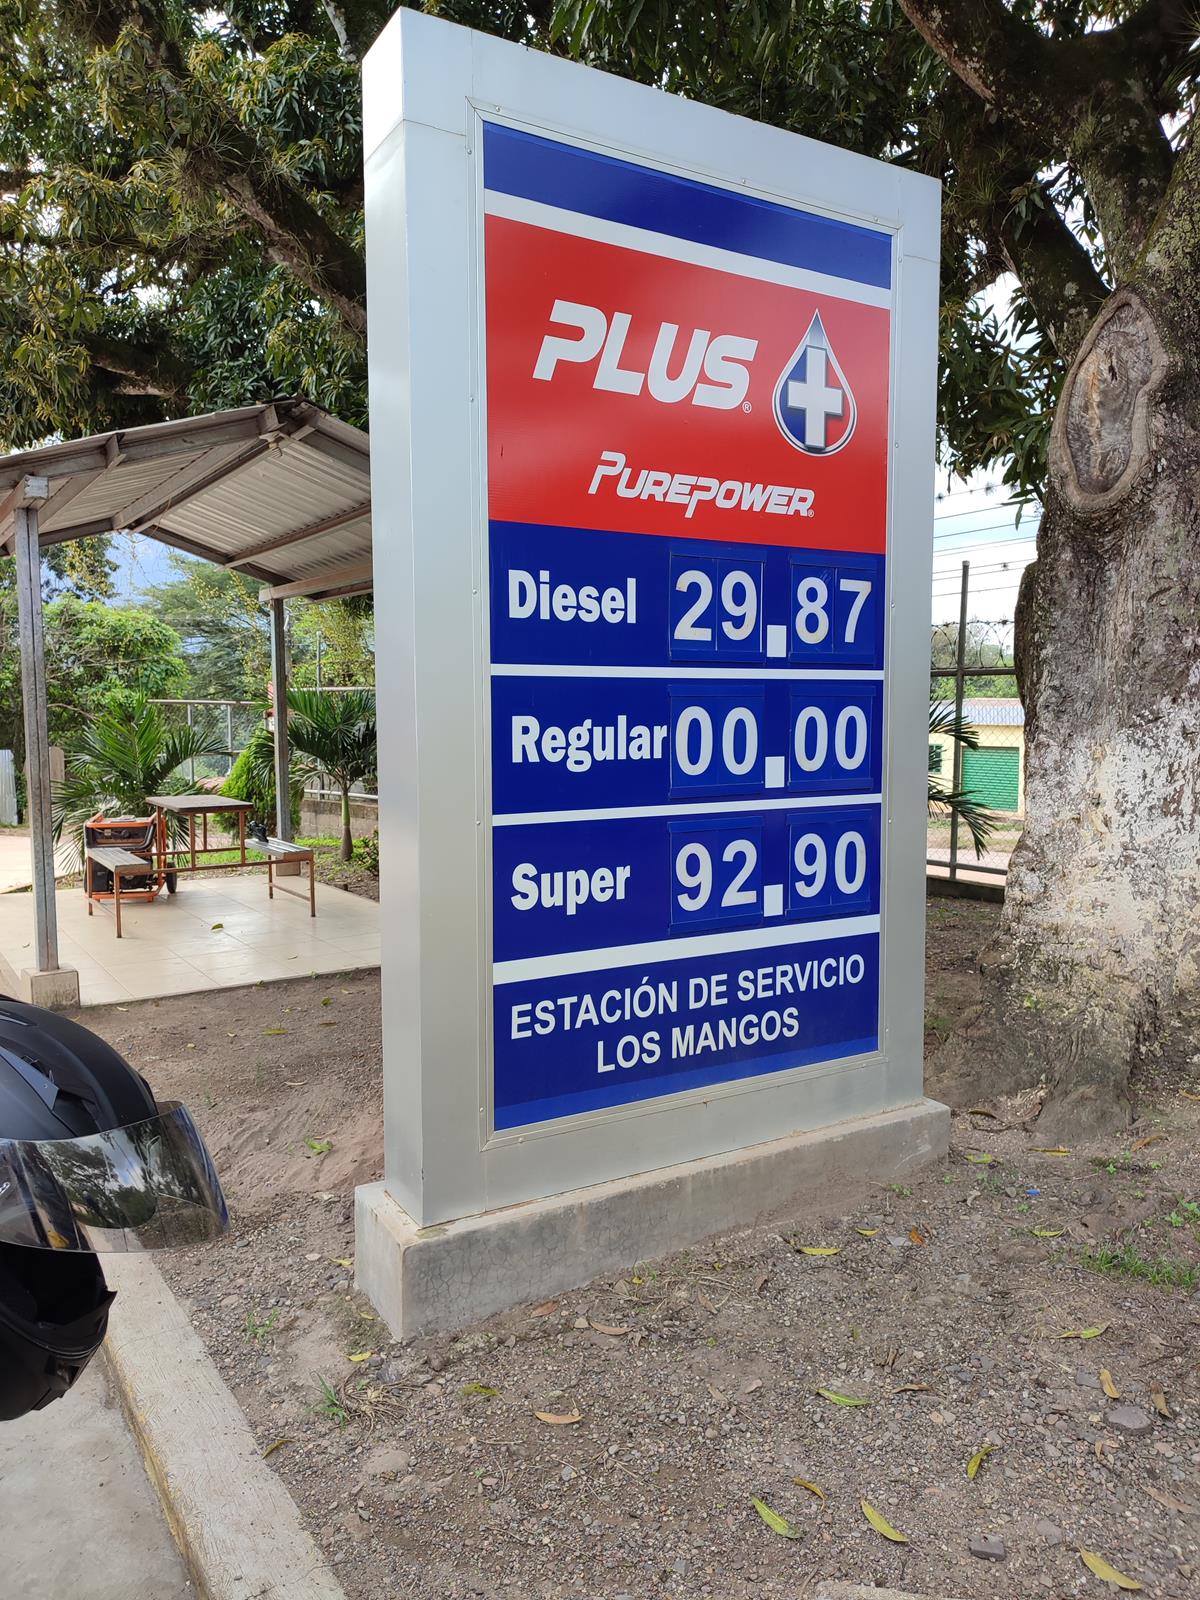 PLUS®
PUREPOWER®
Diesel 29.87
Regular 00.00
Super 92.90
ESTACIÓN DE SERVICIO
LOS MANGOS